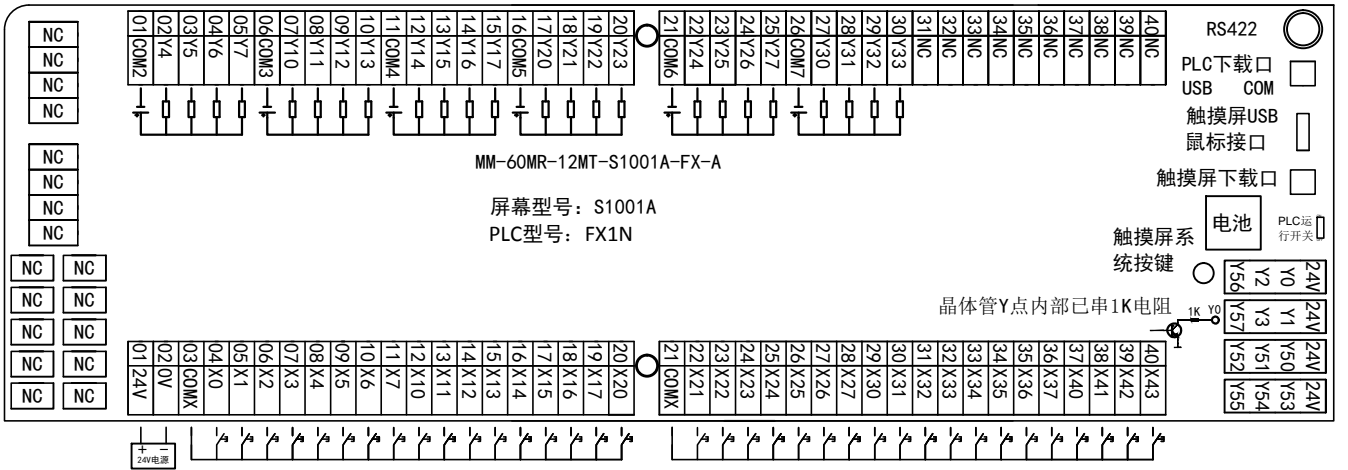 NC
NC
NC
NC
NC
NC
NC
NC
NC NC
NC NC
NC NC
NC NC
NC NC
01 COM2
02 Y4
03 Y5
04 Y6
05 Y7
06 COM3
07 Y10
08 Y11
09 Y12
10 Y13
11 COM4
12 Y14
13 Y15
14 Y16
15 Y17
16 COM5
17 Y20
18 Y21
19 Y22
20 Y23
21 COM6
22 Y24
23 Y25
24 Y26
25 Y27
26 COM7
27 Y30
28 Y31
29 Y32
30 Y33
31 NC
32 NC
33 NC
34 NC
35 NC
36 NC
37 NC
38 NC
39 NC
40 NC
RS422
PLC下载口
USB COM
触摸屏USB
鼠标接口
触摸屏下载口
电池
PLC运
行开关
触摸屏系
统按键
MM-60MR-12MT-S1001A-FX-A
屏幕型号：S1001A
PLC型号：FX1N
晶体管Y点内部已串1K电阻
1K Y0
Y56 Y2 Y0 24V
Y57 Y3 Y1 24V
Y52 Y51 Y50 24V
Y55 Y54 Y53 24V
01 24V
02 0V
03 COMX
04 X0
05 X1
06 X2
07 X3
08 X4
09 X5
10 X6
11 X7
12 X10
13 X11
14 X12
15 X13
16 X14
17 X15
18 X16
19 X17
20 X20
21 COMX
22 X21
23 X22
24 X23
25 X24
26 X25
27 X26
28 X27
29 X30
30 X31
31 X32
32 X33
33 X34
34 X35
35 X36
36 X37
37 X40
38 X41
39 X42
40 X43
+ −
24V电源